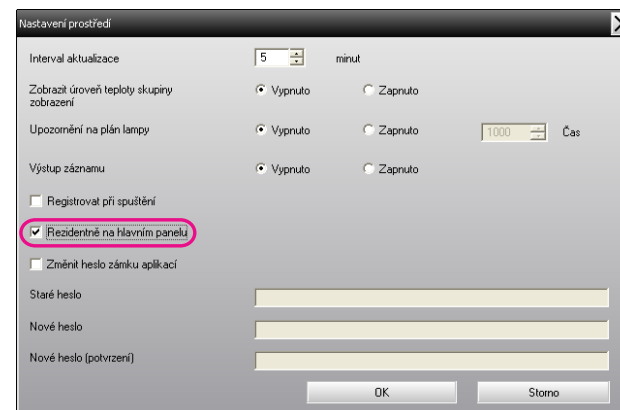 Nastavení prostředí
Interval aktualizace 5 minut
Zobrazit úroveň teploty skupiny
zobrazení Vypnuto Zapnuto
Upozornění na plán lampy Vypnuto Zapnuto 1000 Čas
Výstup záznamu Vypnuto Zapnuto
Registrovat při spuštění
Rezidentně na hlavním panelu
Změnit heslo zámku aplikací
Staré heslo
Nové heslo
Nové heslo (potvrzení)
OK Storno